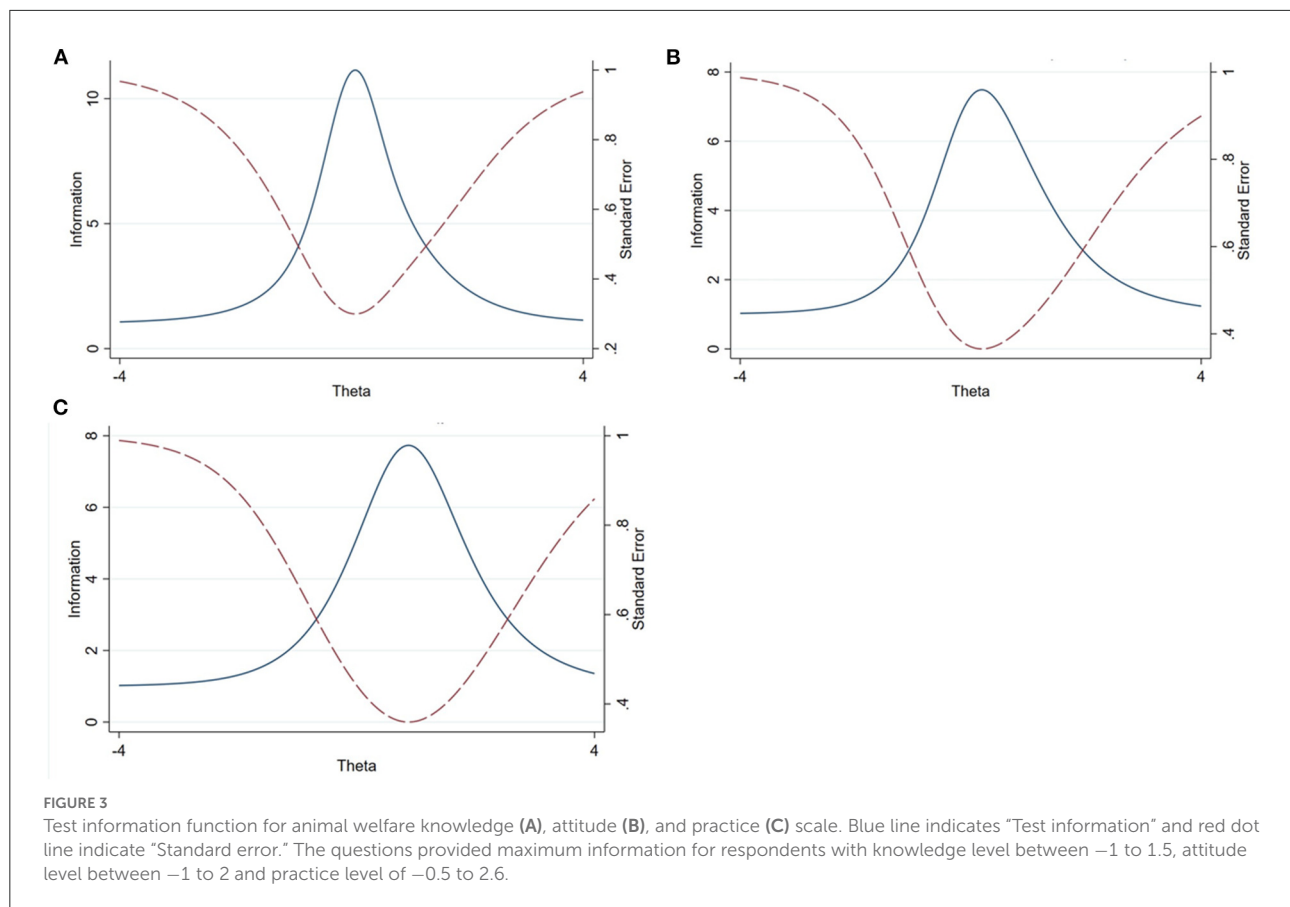 A
10
5
0
Information
1
.8
.6
.4
.2
Standard Error
-4
4
Theta
B
8
6
4
2
0
Information
1
.8
.6
.4
Standard Error
-4
4
Theta
C
8
6
4
2
0
Information
1
.8
.6
.4
Standard Error
-4
4
Theta
FIGURE 3
Test information function for animal welfare knowledge (A), attitude (B), and practice (C) scale. Blue line indicates “Test information” and red dot
line indicate “Standard error.” The questions provided maximum information for respondents with knowledge level between −1 to 1.5, attitude
level between −1 to 2 and practice level of −0.5 to 2.6.